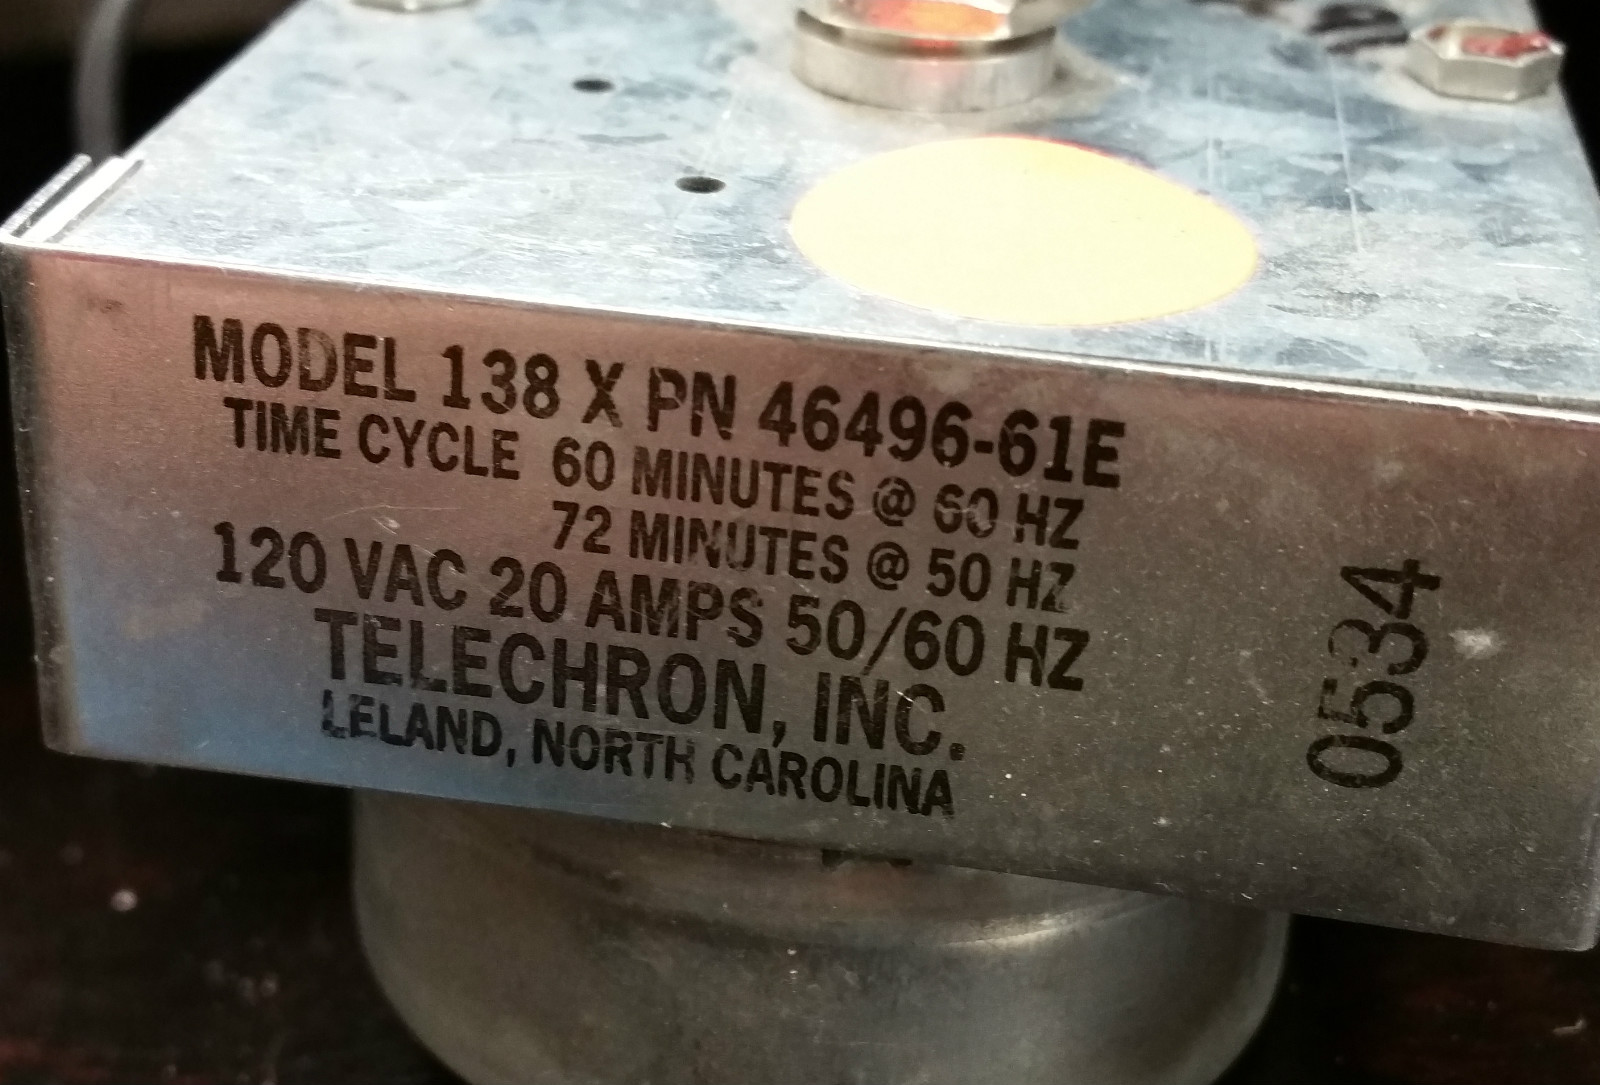 MODEL 138 X PN 46496-61E
TIME CYCLE 60 MINUTES @ 60 HZ
72 MINUTES @ 50 HZ
120 VAC 20 AMPS 50/60 HZ
TELECHRON, INC.
LELAND, NORTH CAROLINA
0534